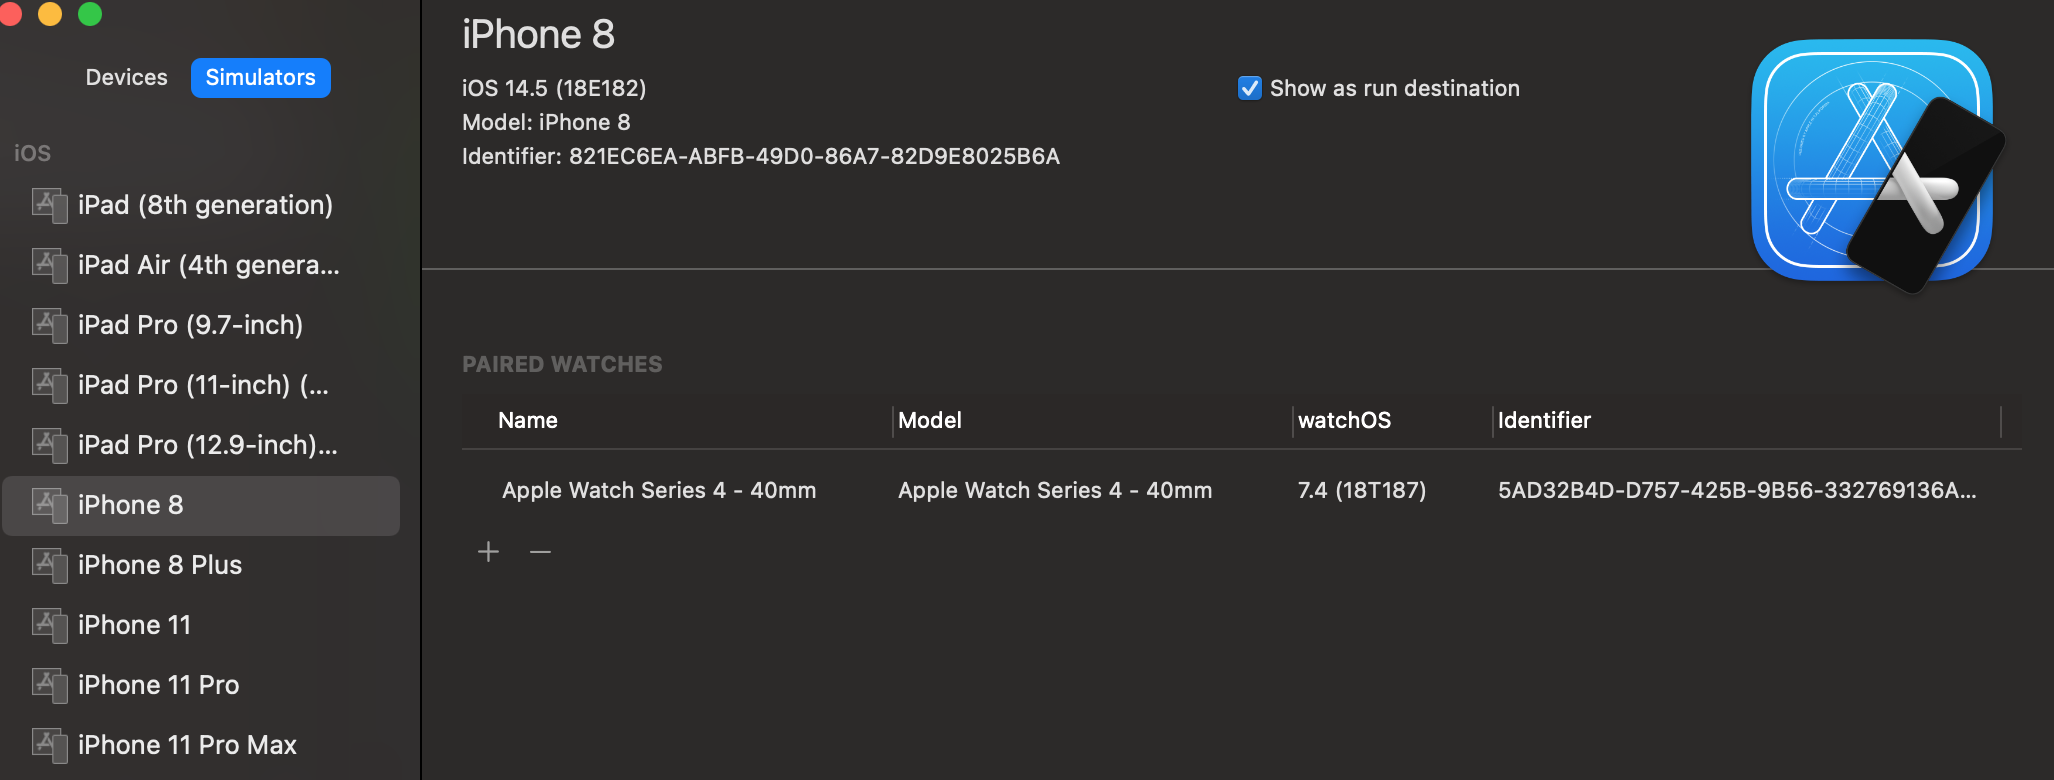 Devices Simulators
iOS
iPad (8th generation)
iPad Air (4th genera...
iPad Pro (9.7-inch)
iPad Pro (11-inch) (...
iPad Pro (12.9-inch)...
iPhone 8
iPhone 8 Plus
iPhone 11
iPhone 11 Pro
iPhone 11 Pro Max
iPhone 8
iOS 14.5 (18E182)
Model: iPhone 8
Identifier: 821EC6EA-ABFB-49D0-86A7-82D9E8025B6A
Show as run destination
PAIRED WATCHES
Name Model watchOS Identifier
Apple Watch Series 4 - 40mm Apple Watch Series 4 - 40mm 7.4 (18T187) 5AD32B4D-D757-425B-9B56-332769136A...